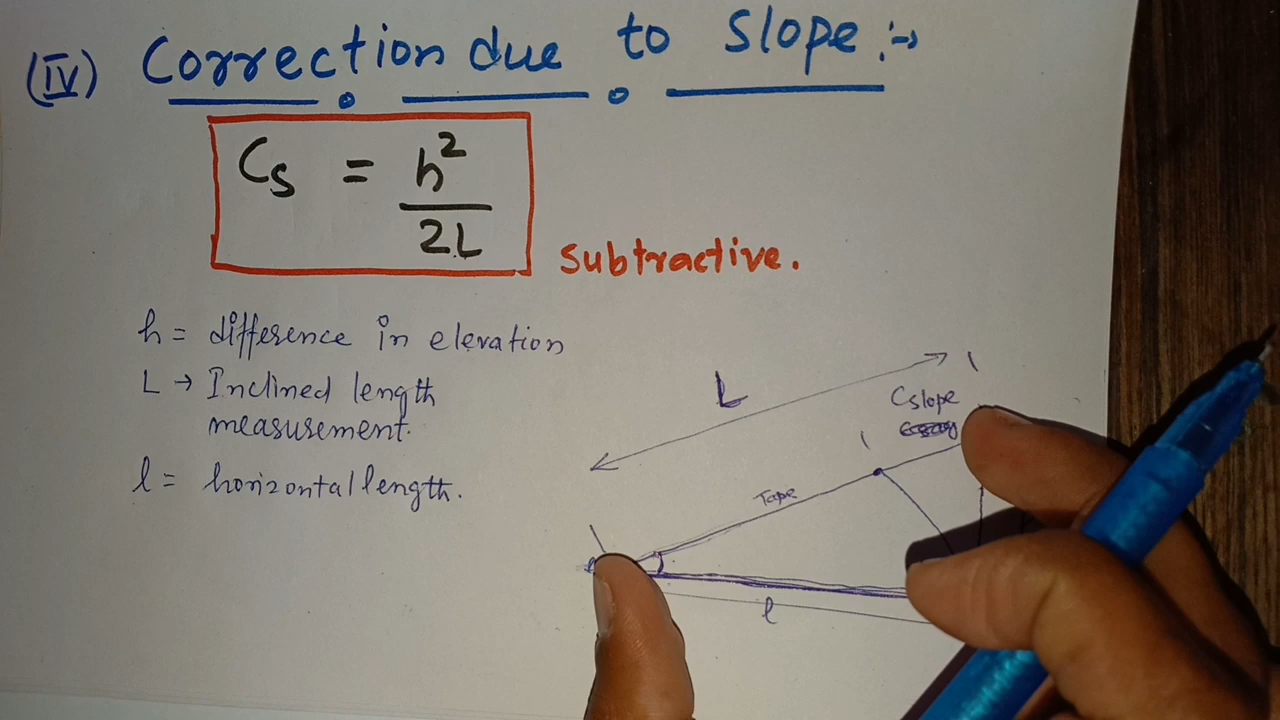 (IV) Correction due to Slope :→
Cs = h²/2L
Subtractive.
h = difference in elevation
L → Inclined length
measurement.
l = horizontal length.
L
Cslope
Tape
l